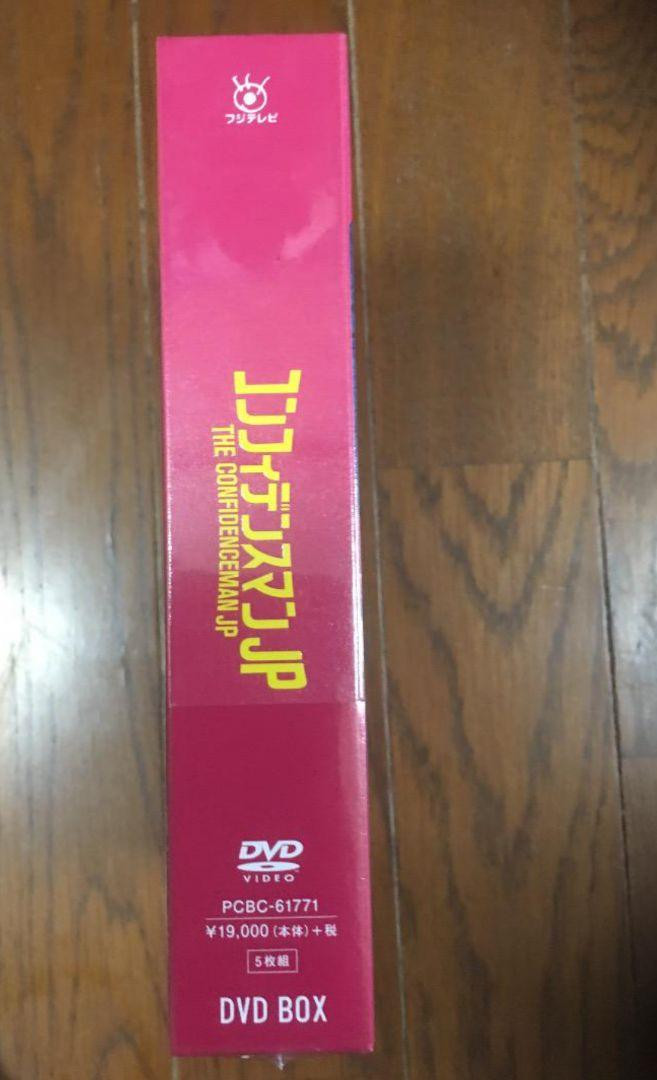 フジテレビ
コンフィデンスマンJP
THE CONFIDENCEMAN JP
DVD
VIDEO
PCBC-61771
¥19,000(本体)+税
5枚組
DVD BOX